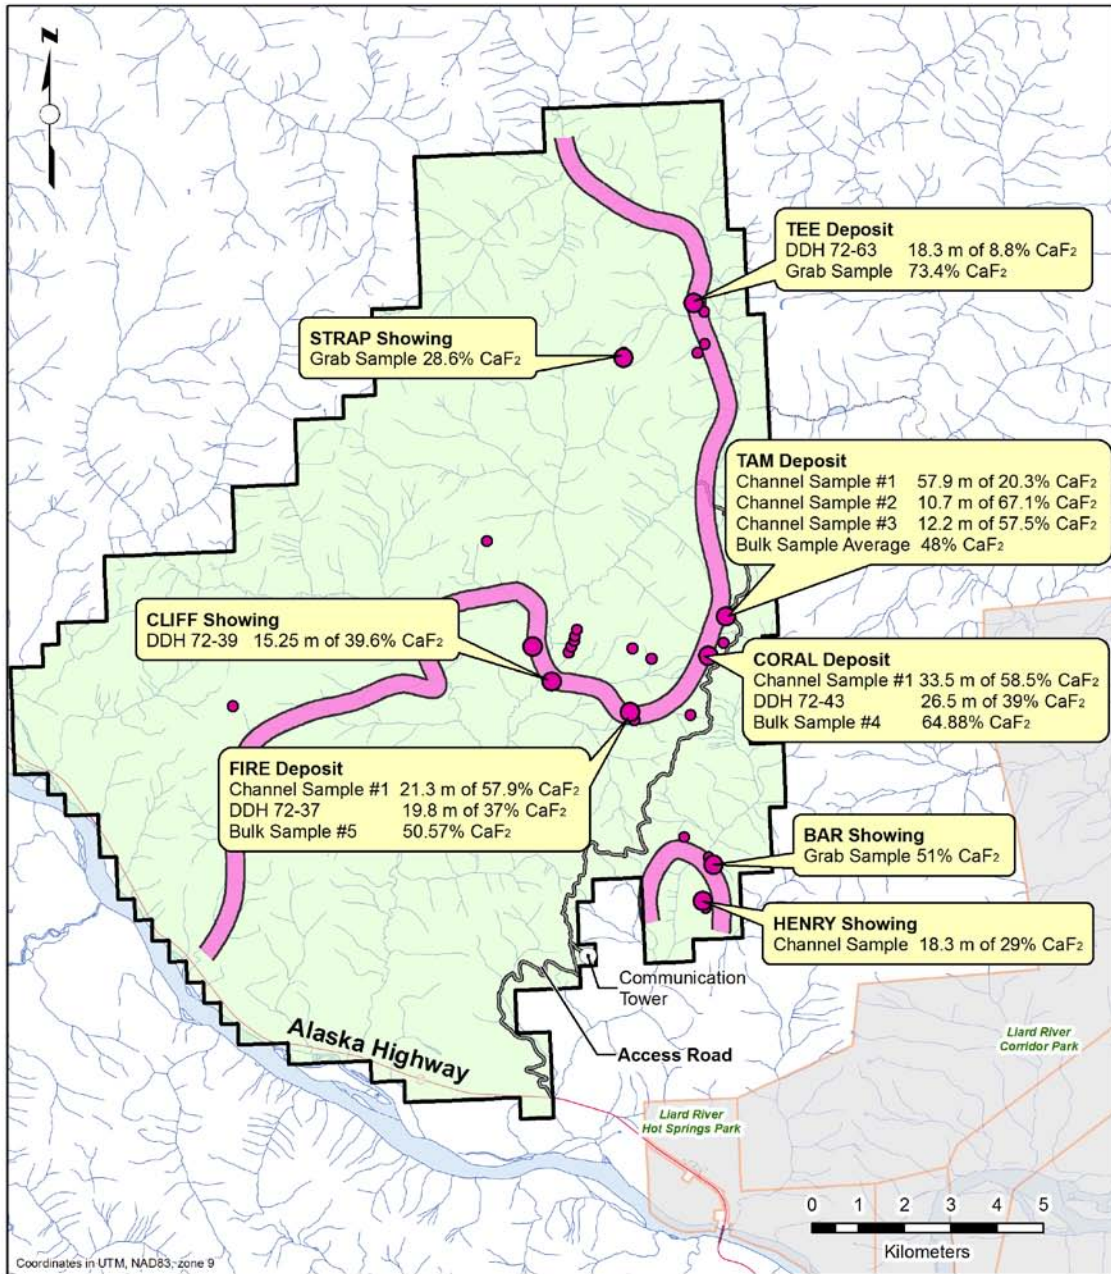 N
TEE Deposit
DDH 72-63 18.3 m of 8.8% CaF₂
Grab Sample 73.4% CaF₂
STRAP Showing
Grab Sample 28.6% CaF₂
TAM Deposit
Channel Sample #1 57.9 m of 20.3% CaF₂
Channel Sample #2 10.7 m of 67.1% CaF₂
Channel Sample #3 12.2 m of 57.5% CaF₂
Bulk Sample Average 48% CaF₂
CLIFF Showing
DDH 72-39 15.25 m of 39.6% CaF₂
CORAL Deposit
Channel Sample #1 33.5 m of 58.5% CaF₂
DDH 72-43 26.5 m of 39% CaF₂
Bulk Sample #4 64.88% CaF₂
FIRE Deposit
Channel Sample #1 21.3 m of 57.9% CaF₂
DDH 72-37 19.8 m of 37% CaF₂
Bulk Sample #5 50.57% CaF₂
BAR Showing
Grab Sample 51% CaF₂
HENRY Showing
Channel Sample 18.3 m of 29% CaF₂
Communication
Tower
Alaska Highway
Access Road
Liard River
Corridor Park
Liard River
Hot Springs Park
0 1 2 3 4 5
Kilometers
Coordinates in UTM, NAD83, zone 9